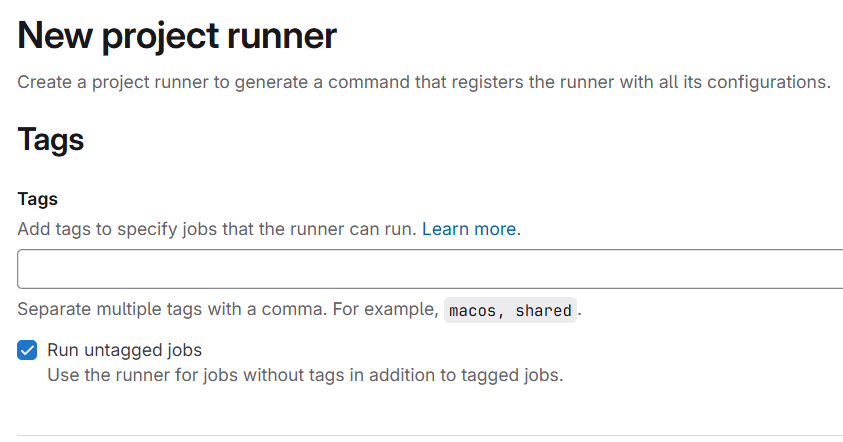 New project runner
Create a project runner to generate a command that registers the runner with all its configurations.
Tags
Tags
Add tags to specify jobs that the runner can run. Learn more.
Separate multiple tags with a comma. For example, macos, shared.
Run untagged jobs
Use the runner for jobs without tags in addition to tagged jobs.